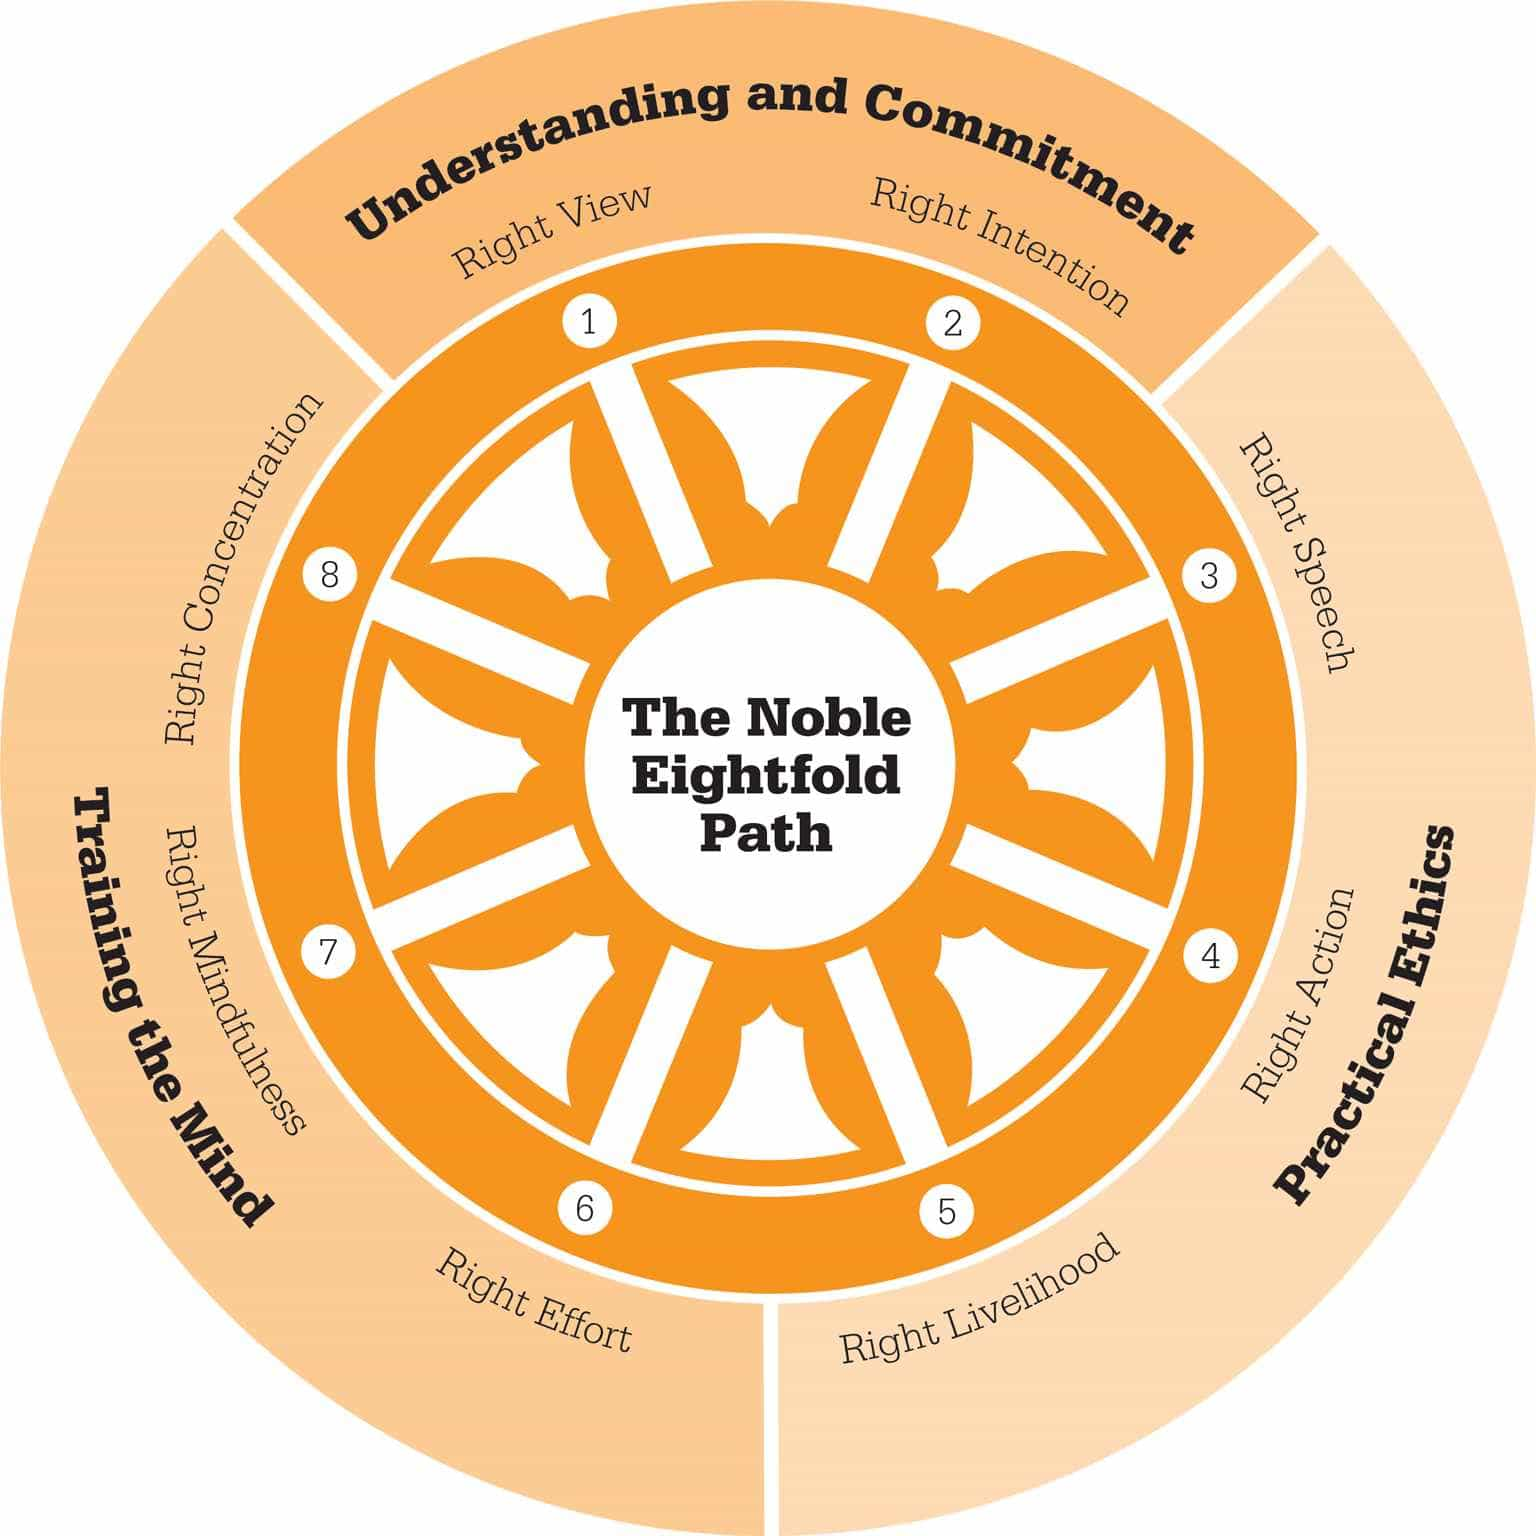 Understanding and Commitment
Right View
Right Intention
1
2
Right Speech
3
Right Action
4
Practical Ethics
Right Livelihood
5
Right Effort
6
Right Mindfulness
7
Training the Mind
Right Concentration
8
The Noble
Eightfold
Path